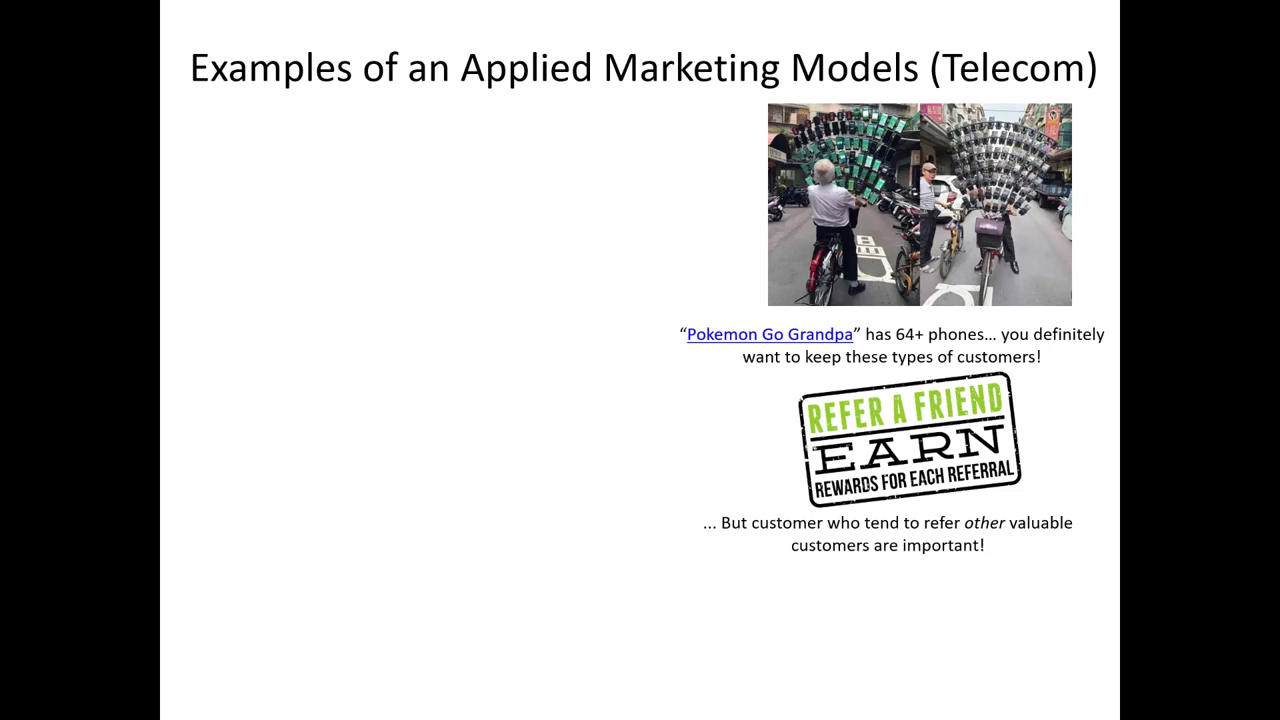 Examples of an Applied Marketing Models (Telecom)
“Pokemon Go Grandpa” has 64+ phones... you definitely
want to keep these types of customers!
REFER A FRIEND
EARN
REWARDS FOR EACH REFERRAL
... But customer who tend to refer other valuable
customers are important!